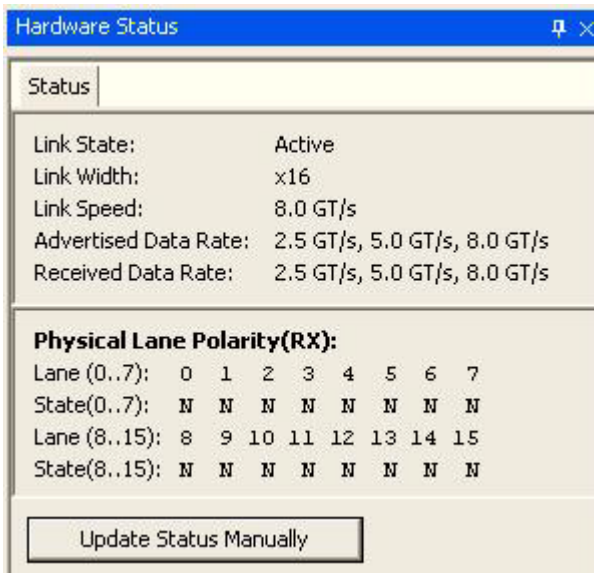 Hardware Status
Status
Link State: Active
Link Width: x16
Link Speed: 8.0 GT/s
Advertised Data Rate: 2.5 GT/s, 5.0 GT/s, 8.0 GT/s
Received Data Rate: 2.5 GT/s, 5.0 GT/s, 8.0 GT/s
Physical Lane Polarity(RX):
Lane (0..7): 0 1 2 3 4 5 6 7
State(0..7): N N N N N N N N
Lane (8..15): 8 9 10 11 12 13 14 15
State(8..15): N N N N N N N N
Update Status Manually